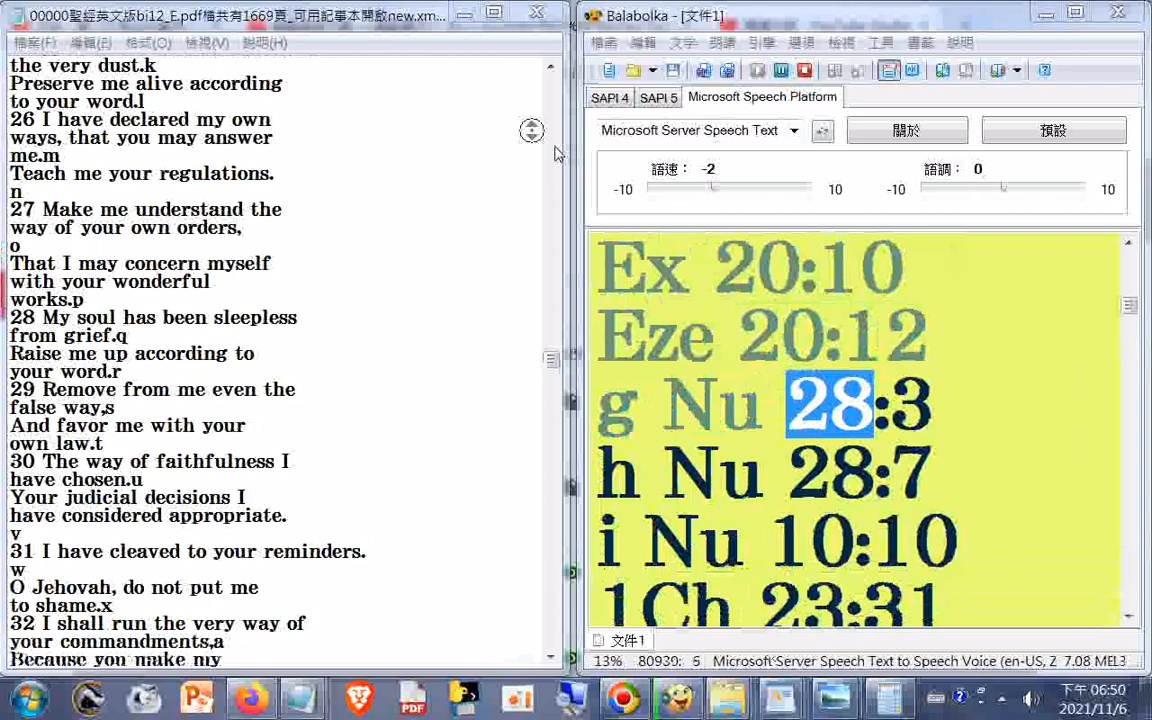 00000聖經英文版bi12_E.pdf檔共有1669頁_可用記事本開啟new.xm...
檔案(F) 編輯(E) 格式(O) 檢視(V) 說明(H)
the very dust.k
Preserve me alive according
to your word.l
26 I have declared my own
ways, that you may answer
me.m
Teach me your regulations.
n
27 Make me understand the
way of your own orders,
o
That I may concern myself
with your wonderful
works.p
28 My soul has been sleepless
from grief.q
Raise me up according to
your word.r
29 Remove from me even the
false way,s
And favor me with your
own law.t
30 The way of faithfulness I
have chosen.u
Your judicial decisions I
have considered appropriate.
v
31 I have cleaved to your reminders.
w
O Jehovah, do not put me
to shame.x
32 I shall run the very way of
your commandments,a
Because you make my
Balabolka - [文件1]
檔案 編輯 文字 朗讀 引擎 選項 檢視 工具 書籤 說明
SAPI 4 SAPI 5 Microsoft Speech Platform
Microsoft Server Speech Text
關於
預設
語速： -2
語調： 0
-10 10 -10 10
Ex 20:10
Eze 20:12
g Nu 28:3
h Nu 28:7
i Nu 10:10
1Ch 23:31
文件1
13% 80930: 5 Microsoft Server Speech Text to Speech Voice (en-US, Z 7.08 MEL3
下午 06:50
2021/11/6